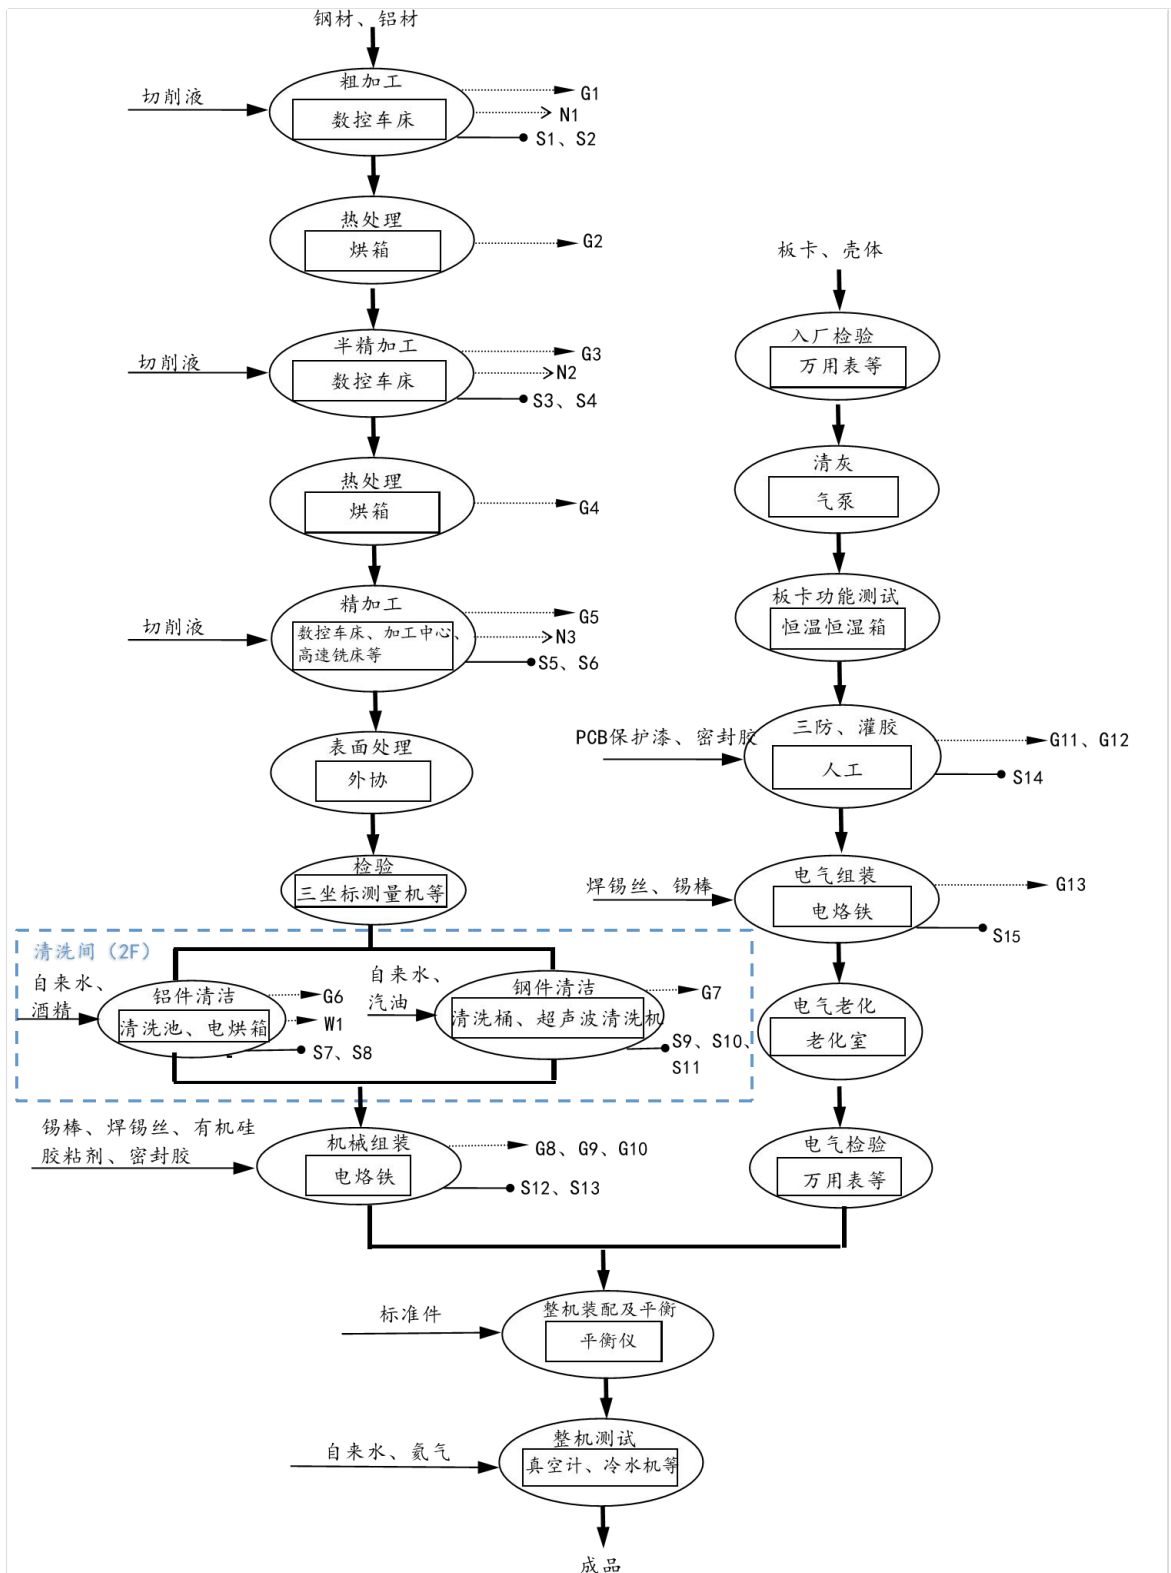 钢材、铝材
粗加工
数控车床
切削液
G1
N1
S1、S2
热处理
烘箱
G2
半精加工
数控车床
切削液
G3
N2
S3、S4
热处理
烘箱
G4
精加工
数控车床、加工中心、
高速铣床等
切削液
G5
N3
S5、S6
表面处理
外协
检验
三坐标测量机等
清洗间（2F）
自来水、
酒精
铝件清洁
清洗池、电烘箱
G6
W1
S7、S8
自来水、
汽油
钢件清洁
清洗桶、超声波清洗机
G7
S9、S10、
S11
锡棒、焊锡丝、有机硅
胶粘剂、密封胶
机械组装
电烙铁
G8、G9、G10
S12、S13
板卡、壳体
入厂检验
万用表等
清灰
气泵
板卡功能测试
恒温恒湿箱
PCB保护漆、密封胶
三防、灌胶
人工
G11、G12
S14
焊锡丝、锡棒
电气组装
电烙铁
G13
S15
电气老化
老化室
电气检验
万用表等
标准件
整机装配及平衡
平衡仪
自来水、氦气
整机测试
真空计、冷水机等
成品